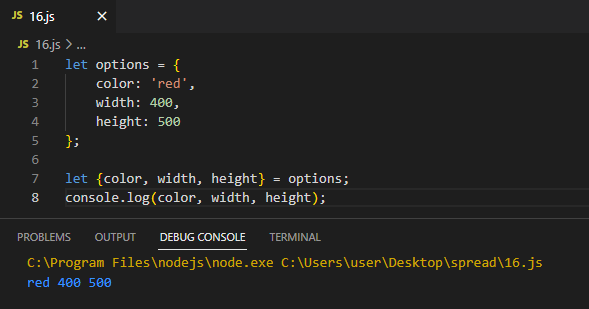 JS 16.js ×
JS 16.js > ...
1 let options = {
2     color: 'red',
3     width: 400,
4     height: 500
5 };
6
7 let {color, width, height} = options;
8 console.log(color, width, height);
PROBLEMS OUTPUT DEBUG CONSOLE TERMINAL
C:\Program Files\nodejs\node.exe C:\Users\user\Desktop\spread\16.js
red 400 500